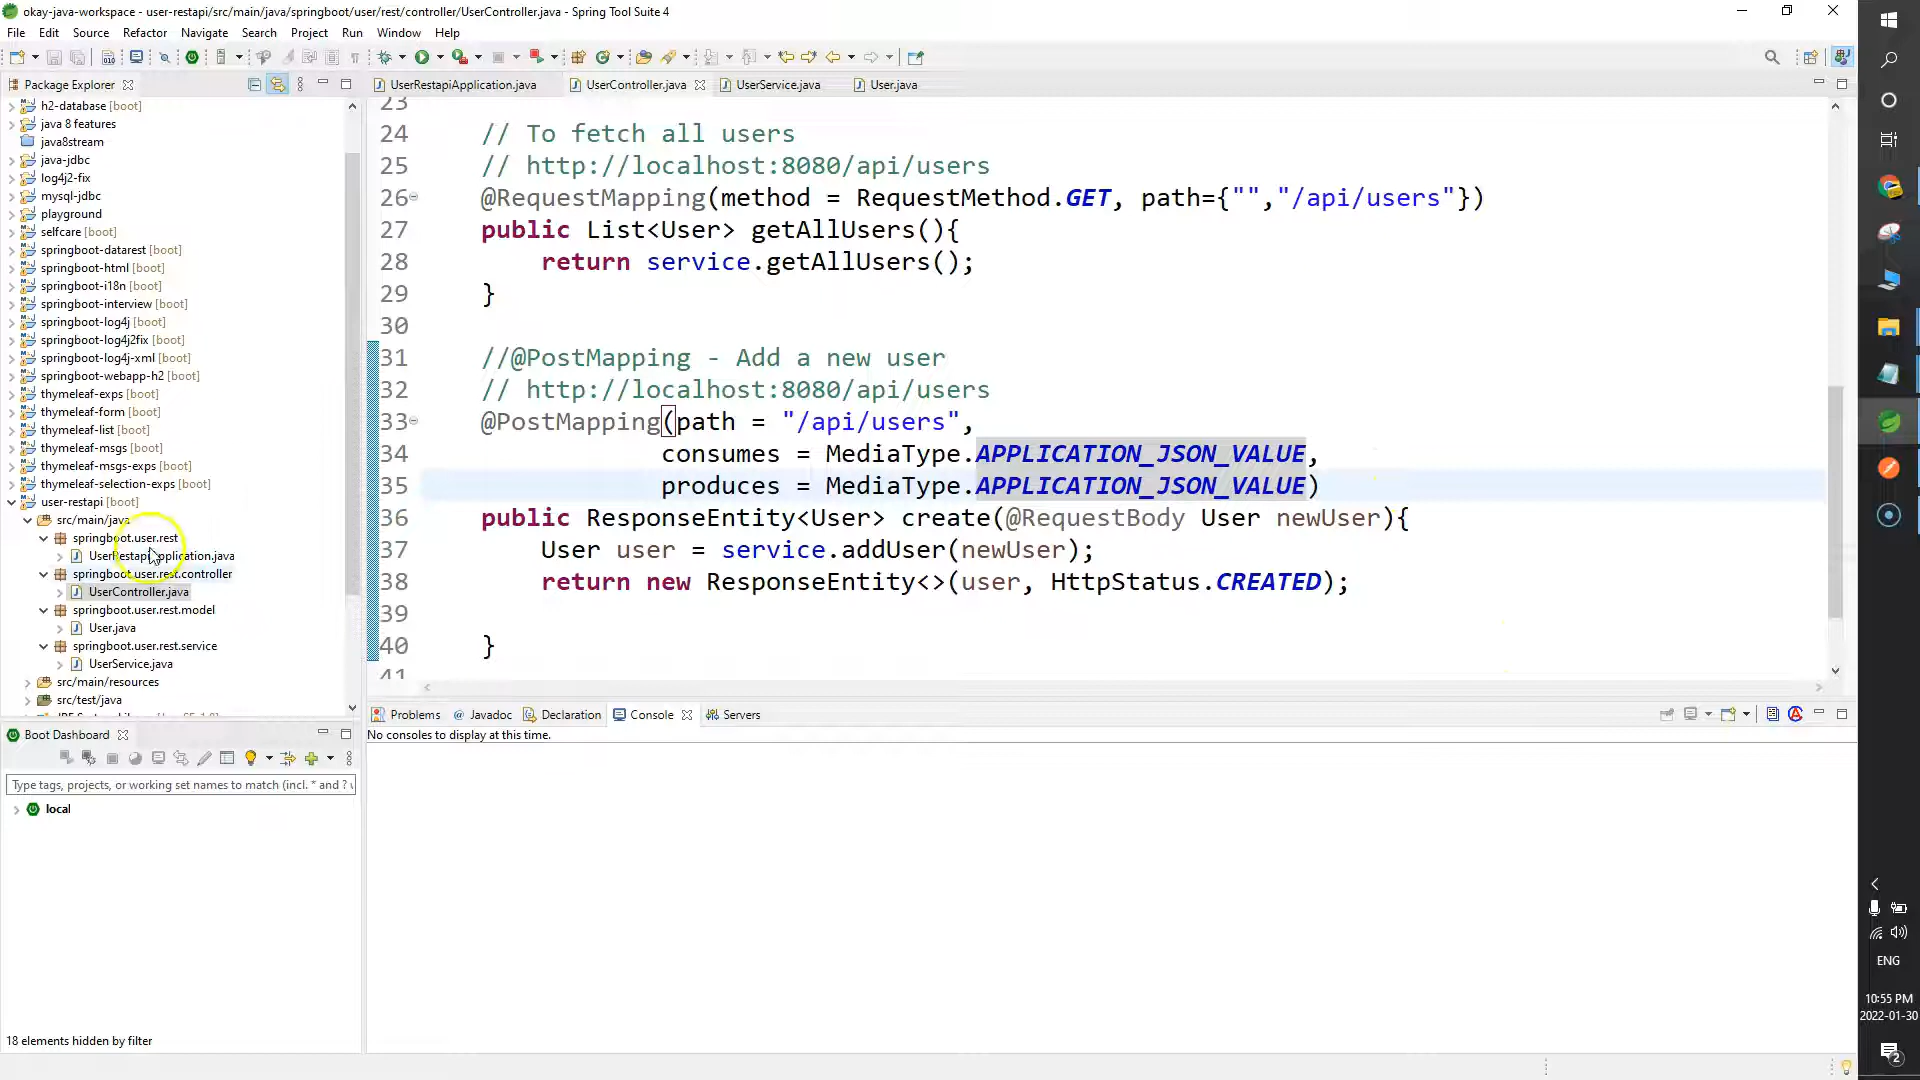 okay-java-workspace - user-restapi/src/main/java/springboot/user/rest/controller/UserController.java - Spring Tool Suite 4
File Edit Source Refactor Navigate Search Project Run Window Help
Package Explorer
h2-database [boot]
java 8 features
java8stream
java-jdbc
log4j2-fix
mysql-jdbc
playground
selfcare [boot]
springboot-datarest [boot]
springboot-html [boot]
springboot-i18n [boot]
springboot-interview [boot]
springboot-log4j [boot]
springboot-log4j2fix [boot]
springboot-log4j-xml [boot]
springboot-webapp-h2 [boot]
thymeleaf-exps [boot]
thymeleaf-form [boot]
thymeleaf-list [boot]
thymeleaf-msgs [boot]
thymeleaf-msgs-exps [boot]
thymeleaf-selection-exps [boot]
user-restapi [boot]
src/main/java
springboot.user.rest
UserRestapiApplication.java
springboot.user.rest.controller
UserController.java
springboot.user.rest.model
User.java
springboot.user.rest.service
UserService.java
src/main/resources
src/test/java
UserRestapiApplication.java UserController.java UserService.java User.java
23
24 // To fetch all users
25 // http://localhost:8080/api/users
26 @RequestMapping(method = RequestMethod.GET, path={"","/api/users"})
27 public List<User> getAllUsers(){
28 return service.getAllUsers();
29 }
30
31 //@PostMapping - Add a new user
32 // http://localhost:8080/api/users
33 @PostMapping(path = "/api/users",
34 consumes = MediaType.APPLICATION_JSON_VALUE,
35 produces = MediaType.APPLICATION_JSON_VALUE)
36 public ResponseEntity<User> create(@RequestBody User newUser){
37 User user = service.addUser(newUser);
38 return new ResponseEntity<>(user, HttpStatus.CREATED);
39
40 }
41
Problems Javadoc Declaration Console Servers
No consoles to display at this time.
Boot Dashboard
Type tags, projects, or working set names to match (incl. * and ?
local
18 elements hidden by filter
ENG
10:55 PM
2022-01-30
2